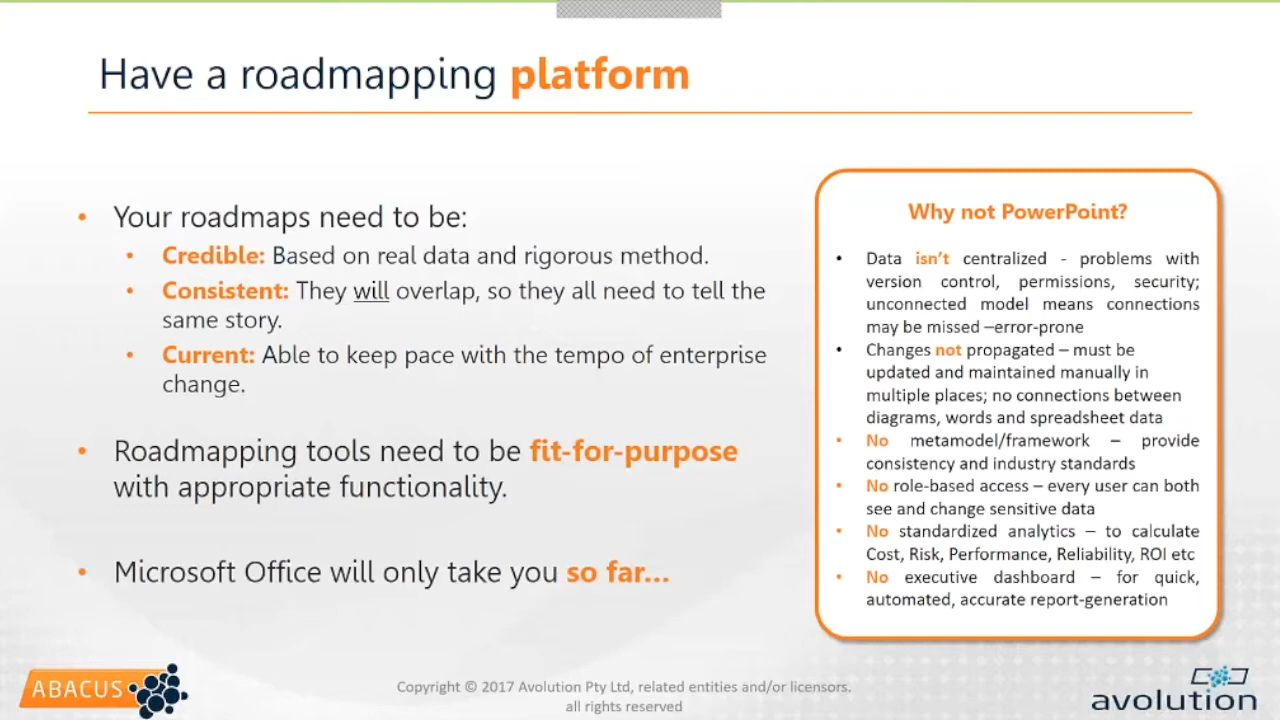 Have a roadmapping platform
• Your roadmaps need to be:
• Credible: Based on real data and rigorous method.
• Consistent: They will overlap, so they all need to tell the
same story.
• Current: Able to keep pace with the tempo of enterprise
change.
• Roadmapping tools need to be fit-for-purpose
with appropriate functionality.
• Microsoft Office will only take you so far...
Why not PowerPoint?
• Data isn't centralized - problems with
version control, permissions, security;
unconnected model means connections
may be missed –error-prone
• Changes not propagated – must be
updated and maintained manually in
multiple places; no connections between
diagrams, words and spreadsheet data
• No metamodel/framework – provide
consistency and industry standards
• No role-based access – every user can both
see and change sensitive data
• No standardized analytics – to calculate
Cost, Risk, Performance, Reliability, ROI etc
• No executive dashboard – for quick,
automated, accurate report-generation
ABACUS
Copyright © 2017 Avolution Pty Ltd, related entities and/or licensors.
all rights reserved
avolution